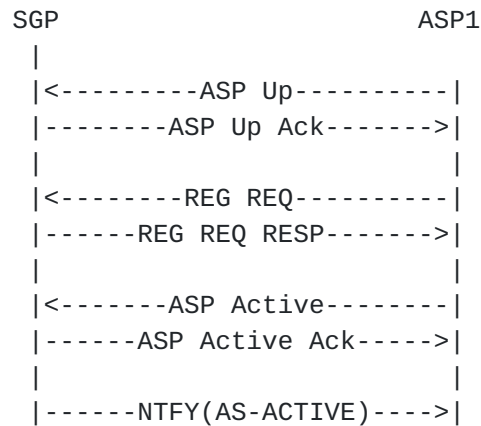 SGP                        ASP1
 |
 |<---------ASP Up----------|
 |--------ASP Up Ack------->|
 |                          |
 |<--------REG REQ----------|
 |------REG REQ RESP------->|
 |                          |
 |<-------ASP Active--------|
 |------ASP Active Ack----->|
 |                          |
 |------NTFY(AS-ACTIVE)---->|